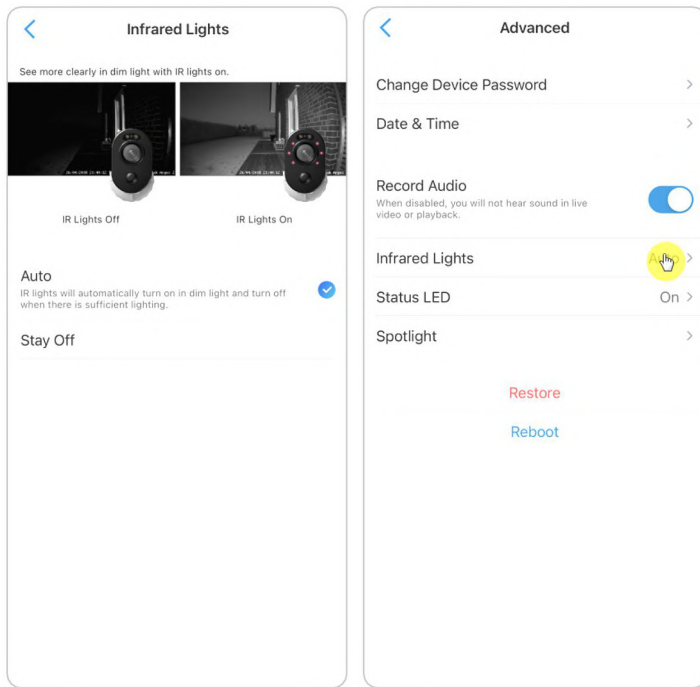 Infrared Lights
See more clearly in dim light with IR lights on.
IR Lights Off
IR Lights On
Auto
IR lights will automatically turn on in dim light and turn off
when there is sufficient lighting.
Stay Off
Advanced
Change Device Password
Date & Time
Record Audio
When disabled, you will not hear sound in live
video or playback.
Infrared Lights
Auto
Status LED
On
Spotlight
Restore
Reboot